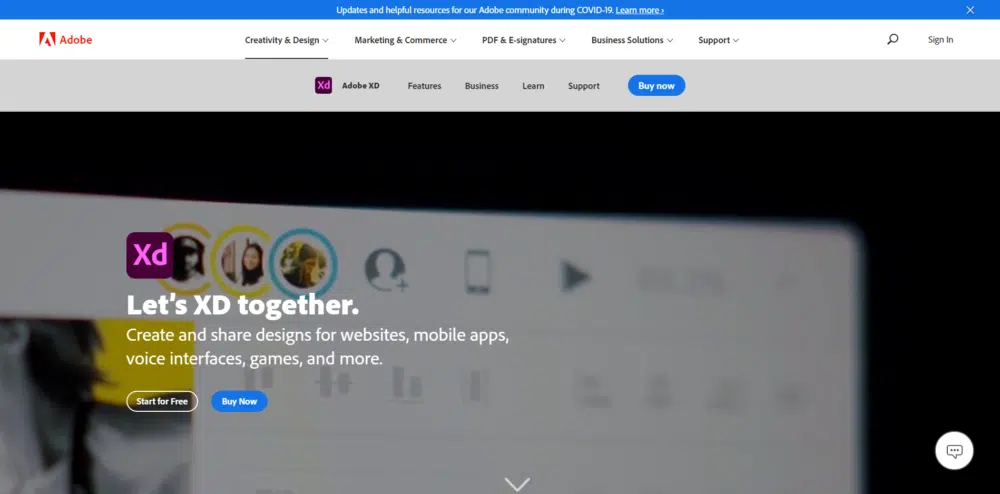 Updates and helpful resources for our Adobe community during COVID-19. Learn more ›
Adobe
Creativity & Design
Marketing & Commerce
PDF & E-signatures
Business Solutions
Support
Sign In
Xd
Adobe XD
Features
Business
Learn
Support
Buy now
Xd
Let's XD together.
Create and share designs for websites, mobile apps,
voice interfaces, games, and more.
Start for Free
Buy Now